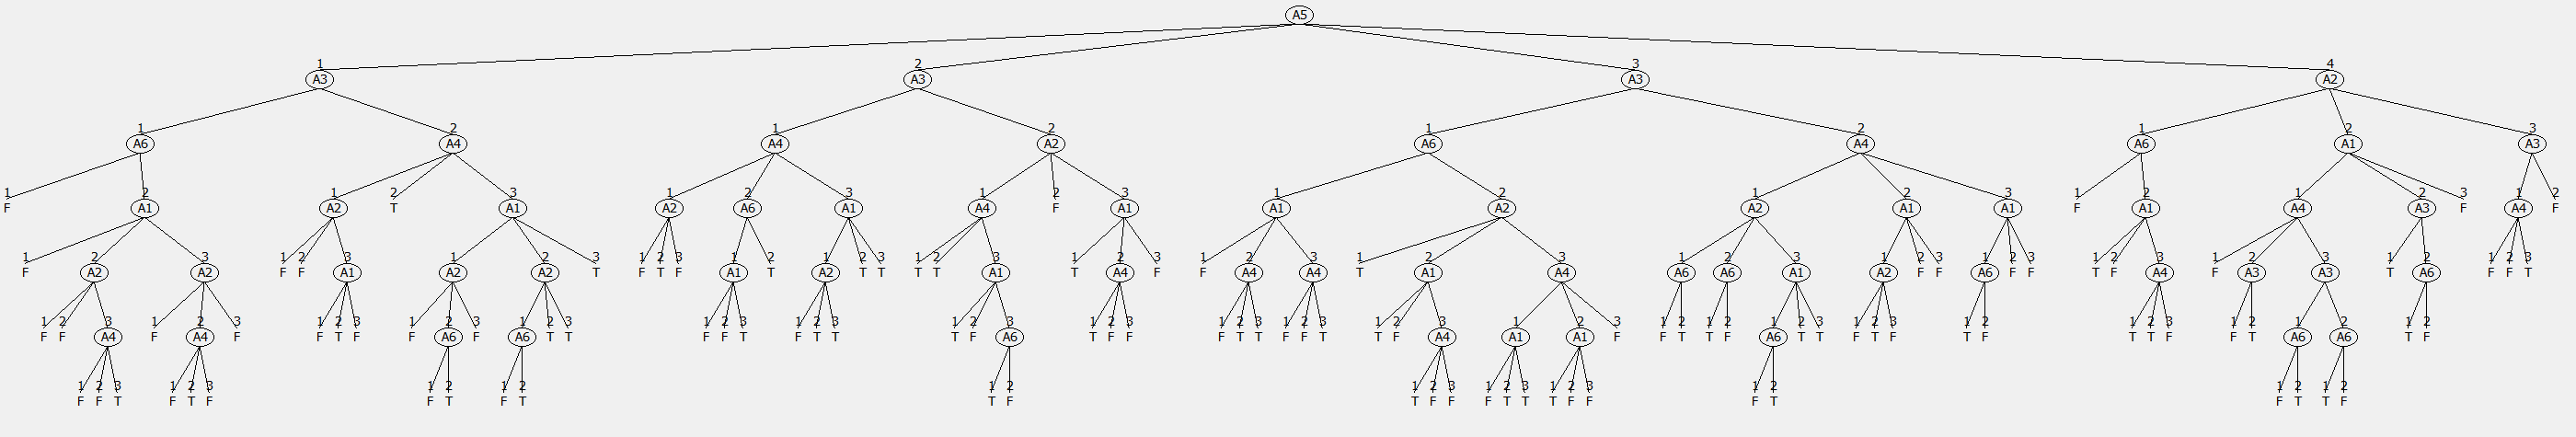 A5
1 2 3 4
A3 A3 A3 A2
1 2 1 2 1 2 1 2 3
A6 A4 A4 A2 A6 A4 A6 A1 A3
1 2 1 2 3 1 2 3 1 2 3 1 2 1 2 3 1 2 1 2 3 1 2
F A1 A2 T A1 A2 A6 A1 A4 F A1 A1 A2 A2 A1 A1 F A1 A4 A3 F A4 F
1 2 3 1 2 3 1 2 3 1 2 3 1 2 1 2 3 1 2 3 1 2 3 1 2 3 1 2 3 1 2 3 1 2 3 1 2 3 1 2 3 1 2 3 1 2 1 2 3
F A2 A2 F F A1 A2 A2 T F T F A1 T A2 T T T T A1 T A4 F F A4 A4 T A1 A4 A6 A6 A1 A2 F F A6 F F T F A4 F A3 A3 T A6 F F T
1 2 3 1 2 3 1 2 3 1 2 3 1 2 3 1 2 3 1 2 3 1 2 3 1 2 3 1 2 3 1 2 3 1 2 3 1 2 3 1 2 1 2 1 2 3 1 2 3 1 2 1 2 3 1 2 1 2 1 2
F F A4 F A4 F F T F F A6 F A6 T T F F T F T T T F A6 T F F F T T F F T T F A4 A1 A1 F F T T F A6 T T F T F T F T T F F T A6 A6 T F
1 2 3 1 2 3 1 2 1 2 1 2 1 2 3 1 2 3 1 2 3 1 2 1 2 1 2
F F T F T F F T F T T F T F F F T T T F F F T F T T F